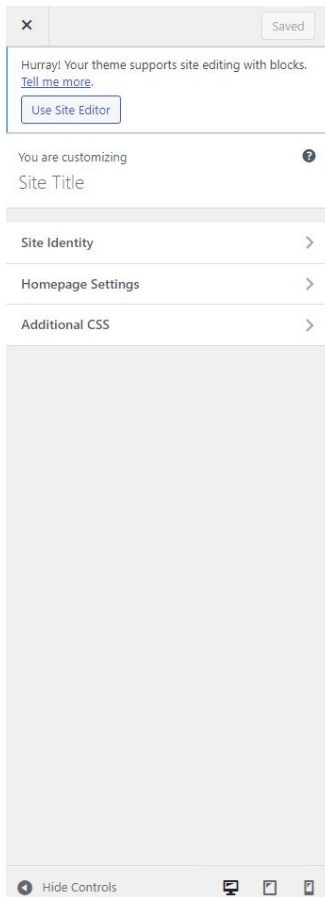 Saved
Hurray! Your theme supports site editing with blocks.
Tell me more.
Use Site Editor
You are customizing
Site Title
Site Identity
Homepage Settings
Additional CSS
Hide Controls